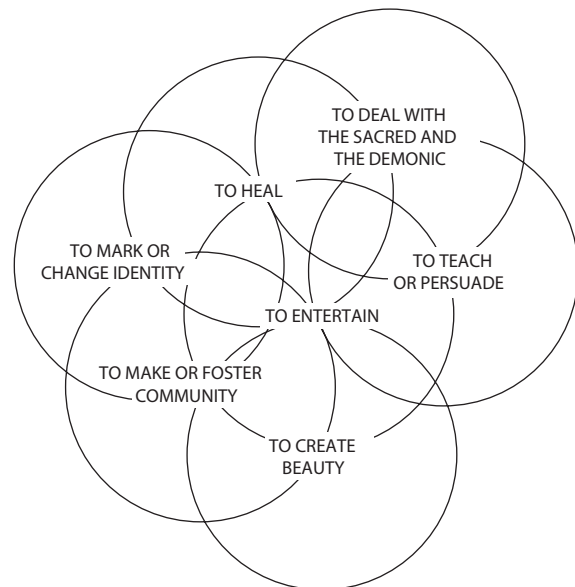 TO DEAL WITH
THE SACRED AND
THE DEMONIC
TO HEAL
TO MARK OR
CHANGE IDENTITY
TO TEACH
OR PERSUADE
TO ENTERTAIN
TO MAKE OR FOSTER
COMMUNITY
TO CREATE
BEAUTY